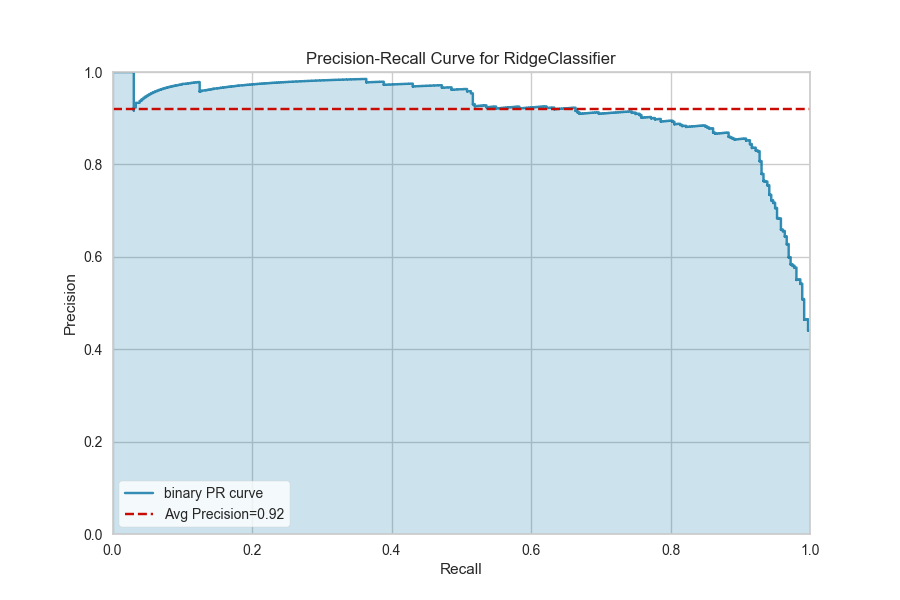 Precision-Recall Curve for RidgeClassifier
1.0
0.8
0.6
0.4
0.2
0.0
Precision
binary PR curve
Avg Precision=0.92
0.0 0.2 0.4 0.6 0.8 1.0
Recall